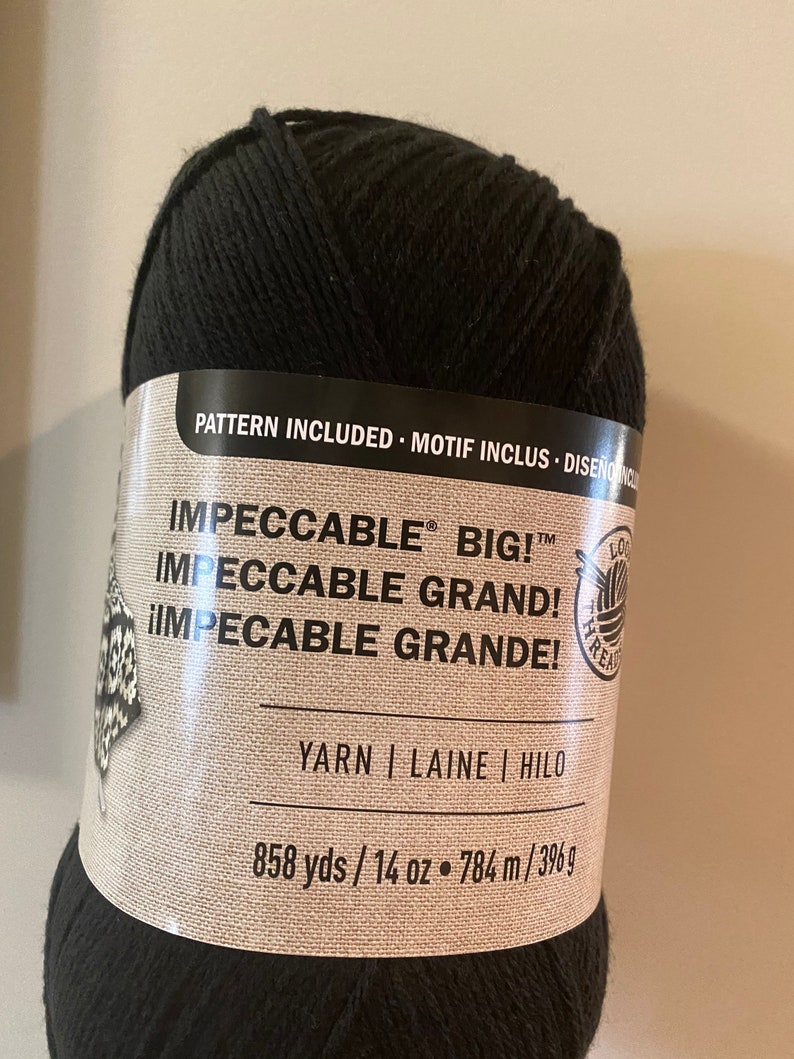 PATTERN INCLUDED · MOTIF INCLUS · DISEÑO
IMPECCABLE® BIG!™
IMPECCABLE GRAND!
¡IMPECABLE GRANDE!
YARN | LAINE | HILO
858 yds / 14 oz • 784 m / 396 g